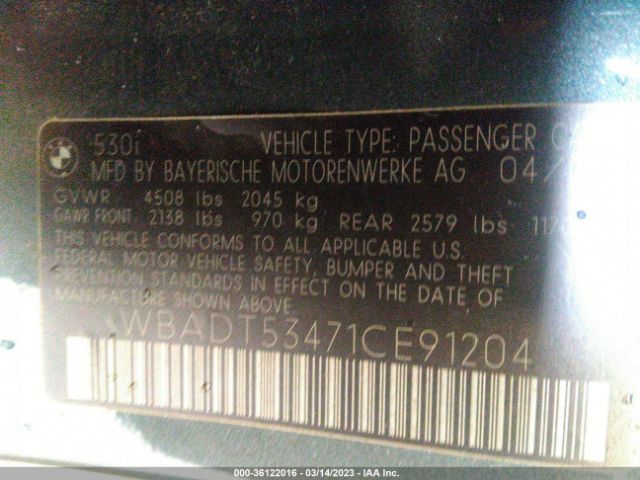 530i VEHICLE TYPE: PASSENGER C
MFD BY BAYERISCHE MOTORENWERKE AG 04/
GVWR 4508 lbs 2045 kg
GAWR FRONT 2138 lbs 970 kg REAR 2579 lbs 117
THIS VEHICLE CONFORMS TO ALL APPLICABLE U.S.
FEDERAL MOTOR VEHICLE SAFETY, BUMPER AND THEFT
PREVENTION STANDARDS IN EFFECT ON THE DATE OF
MANUFACTURE SHOWN ABOVE.
WBADT53471CE91204
000-36122016 - 03/14/2023 - IAA Inc.